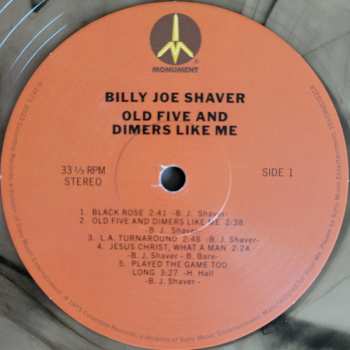 MONUMENT
BILLY JOE SHAVER
OLD FIVE AND
DIMERS LIKE ME
33 1/3 RPM
STEREO
SIDE 1
1. BLACK ROSE 2:41 -B. J. Shaver-
2. OLD FIVE AND DIMERS LIKE ME 2:38
-B. J. Shaver-
3. L.A. TURNAROUND 2:48 -B. J. Shaver-
4. JESUS CHRIST, WHAT A MAN 2:24
-B. J. Shaver - B. Bare-
5. PLAYED THE GAME TOO
LONG 3:27 -H. Hall
-B. J. Shaver -